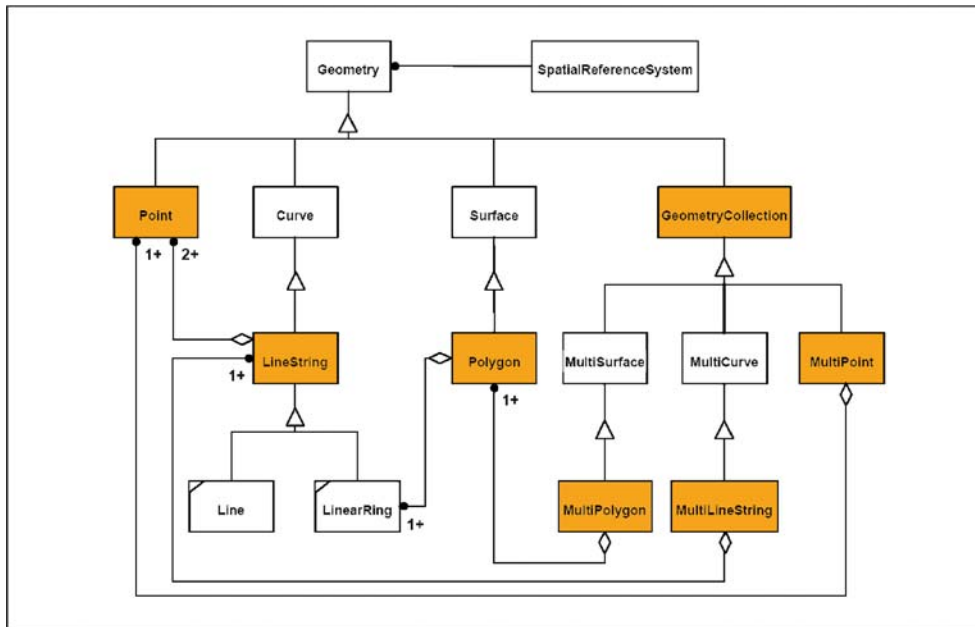 Geometry
SpatialReferenceSystem
Point
Curve
Surface
GeometryCollection
1+
2+
LineString
Polygon
MultiSurface
MultiCurve
MultiPoint
1+
1+
Line
LinearRing
MultiPolygon
MultiLineString
1+